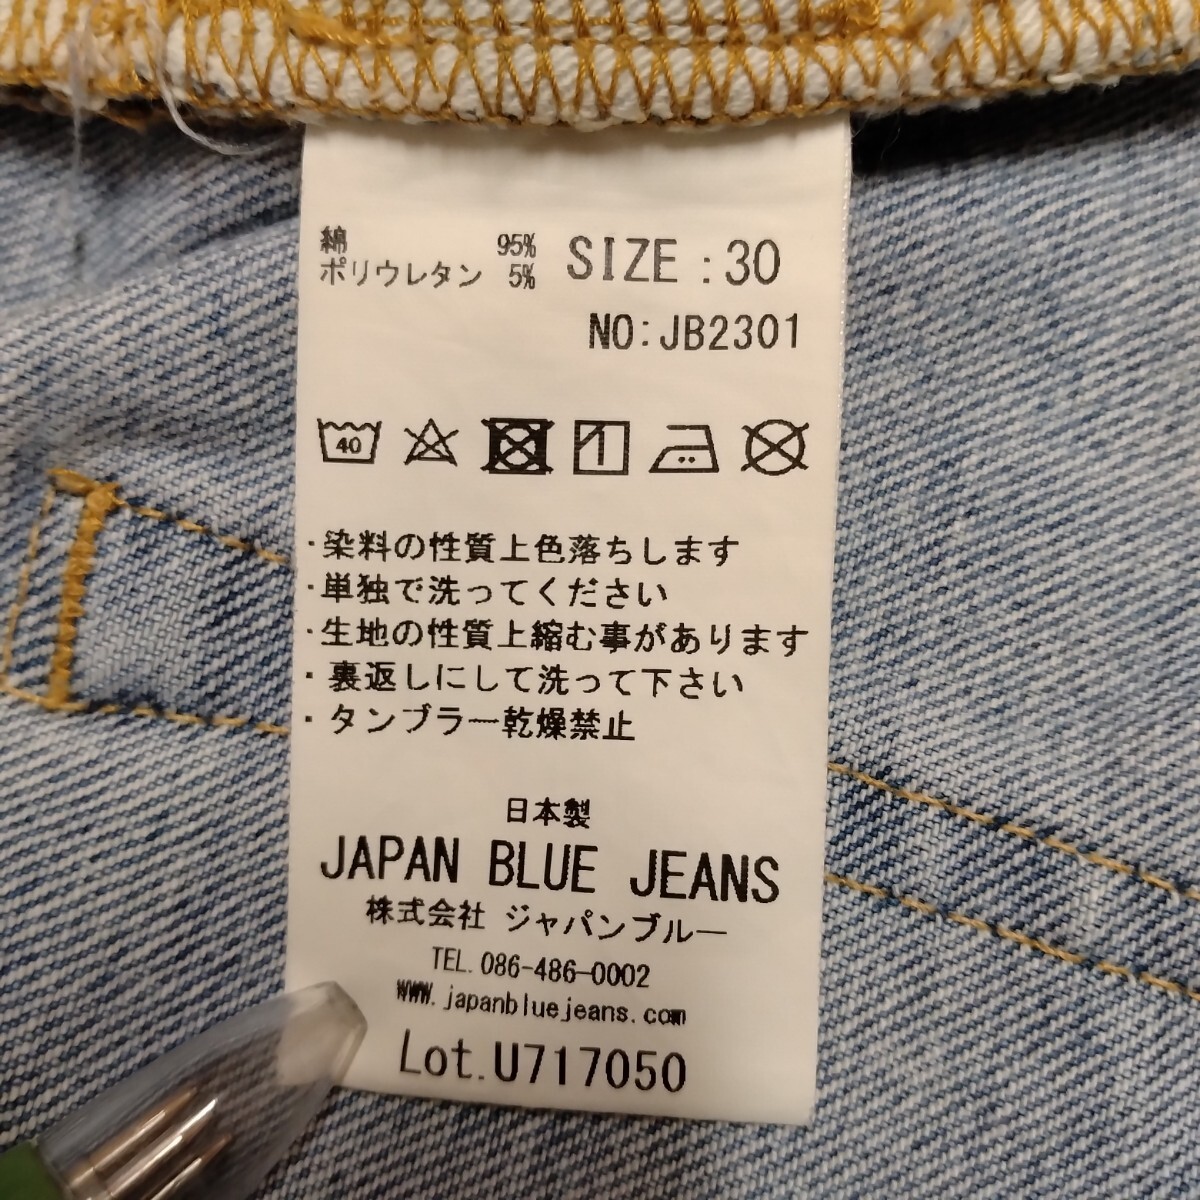 綿 95%
ポリウレタン 5%
SIZE : 30
NO:JB2301
40
・染料の性質上色落ちします
・単独で洗ってください
・生地の性質上縮む事があります
・裏返しにして洗って下さい
・タンブラー乾燥禁止
日本製
JAPAN BLUE JEANS
株式会社 ジャパンブルー
TEL. 086-486-0002
www.japanbluejeans.com
Lot.U717050